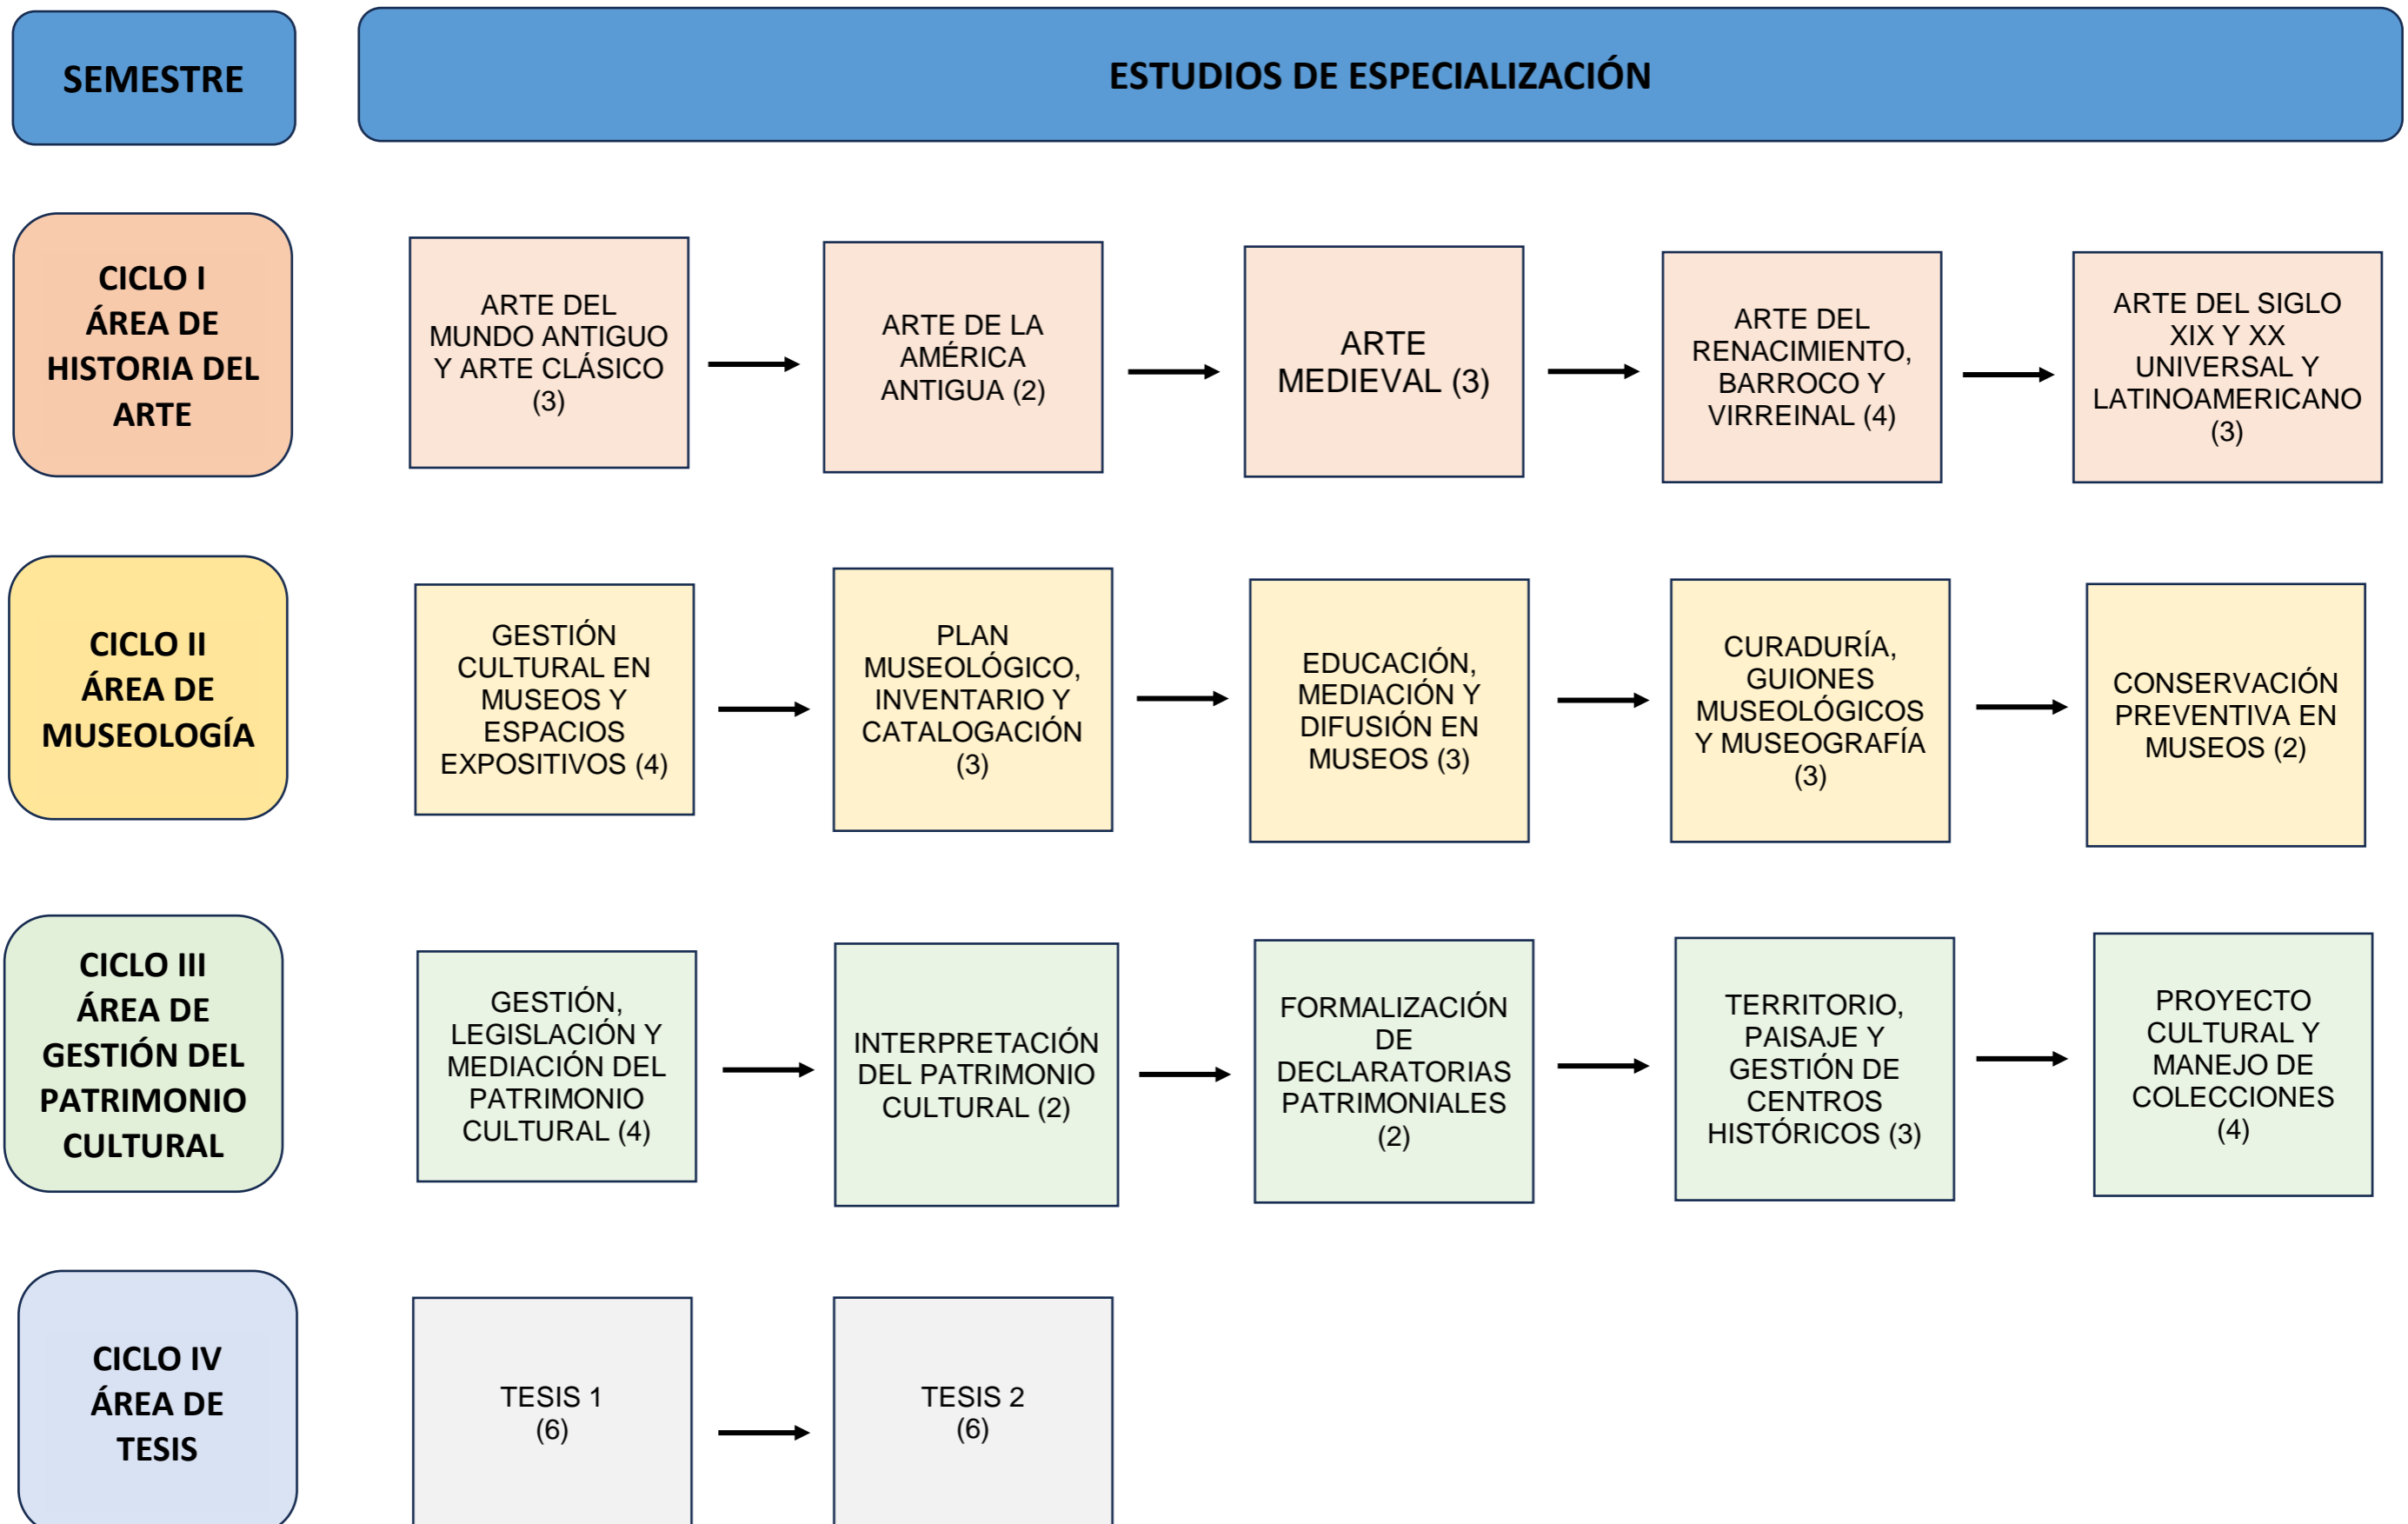 SEMESTRE
ESTUDIOS DE ESPECIALIZACIÓN
CICLO I
ÁREA DE
HISTORIA DEL
ARTE
ARTE DEL
MUNDO ANTIGUO
Y ARTE CLÁSICO
(3)
ARTE DE LA
AMÉRICA
ANTIGUA (2)
ARTE
MEDIEVAL (3)
ARTE DEL
RENACIMIENTO,
BARROCO Y
VIRREINAL (4)
ARTE DEL SIGLO
XIX Y XX
UNIVERSAL Y
LATINOAMERICANO
(3)
CICLO II
ÁREA DE
MUSEOLOGÍA
GESTIÓN
CULTURAL EN
MUSEOS Y
ESPACIOS
EXPOSITIVOS (4)
PLAN
MUSEOLÓGICO,
INVENTARIO Y
CATALOGACIÓN
(3)
EDUCACIÓN,
MEDIACIÓN Y
DIFUSIÓN EN
MUSEOS (3)
CURADURÍA,
GUIONES
MUSEOLÓGICOS
Y MUSEOGRAFÍA
(3)
CONSERVACIÓN
PREVENTIVA EN
MUSEOS (2)
CICLO III
ÁREA DE
GESTIÓN DEL
PATRIMONIO
CULTURAL
GESTIÓN,
LEGISLACIÓN Y
MEDIACIÓN DEL
PATRIMONIO
CULTURAL (4)
INTERPRETACIÓN
DEL PATRIMONIO
CULTURAL (2)
FORMALIZACIÓN
DE
DECLARATORIAS
PATRIMONIALES
(2)
TERRITORIO,
PAISAJE Y
GESTIÓN DE
CENTROS
HISTÓRICOS (3)
PROYECTO
CULTURAL Y
MANEJO DE
COLECCIONES
(4)
CICLO IV
ÁREA DE
TESIS
TESIS 1
(6)
TESIS 2
(6)